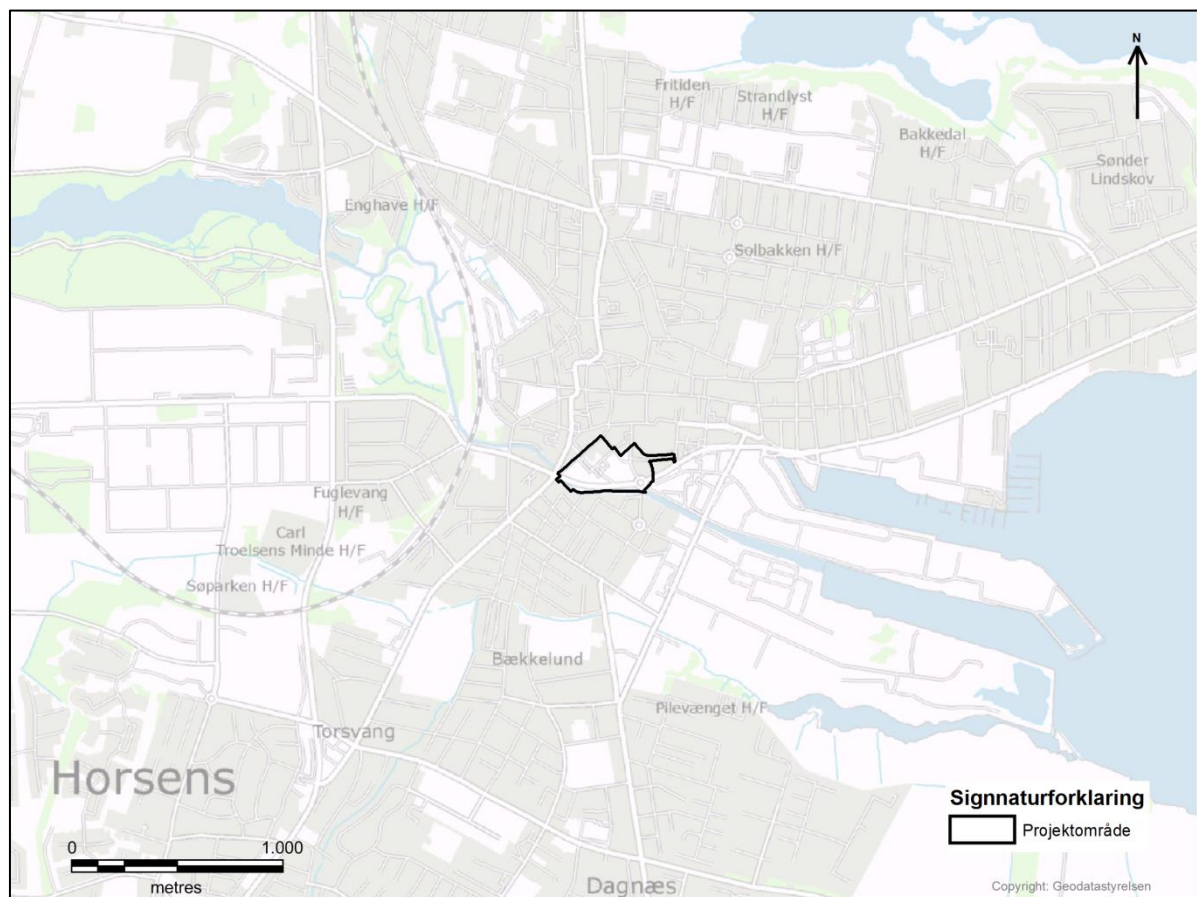 N
Fritiden
H/F
Strandlyst
H/F
Bakkedal
H/F
Sønder
Lindskov
Enghave H/F
Solbakken H/F
Fuglevang
H/F
Carl
Troelsens Minde H/F
Søparken H/F
Bækkelund
Pilevænget H/F
Torsvang
Horsens
Signnaturforklaring
Projektområde
0 1.000
metres
Dagnæs
Copyright: Geodatastyrelsen